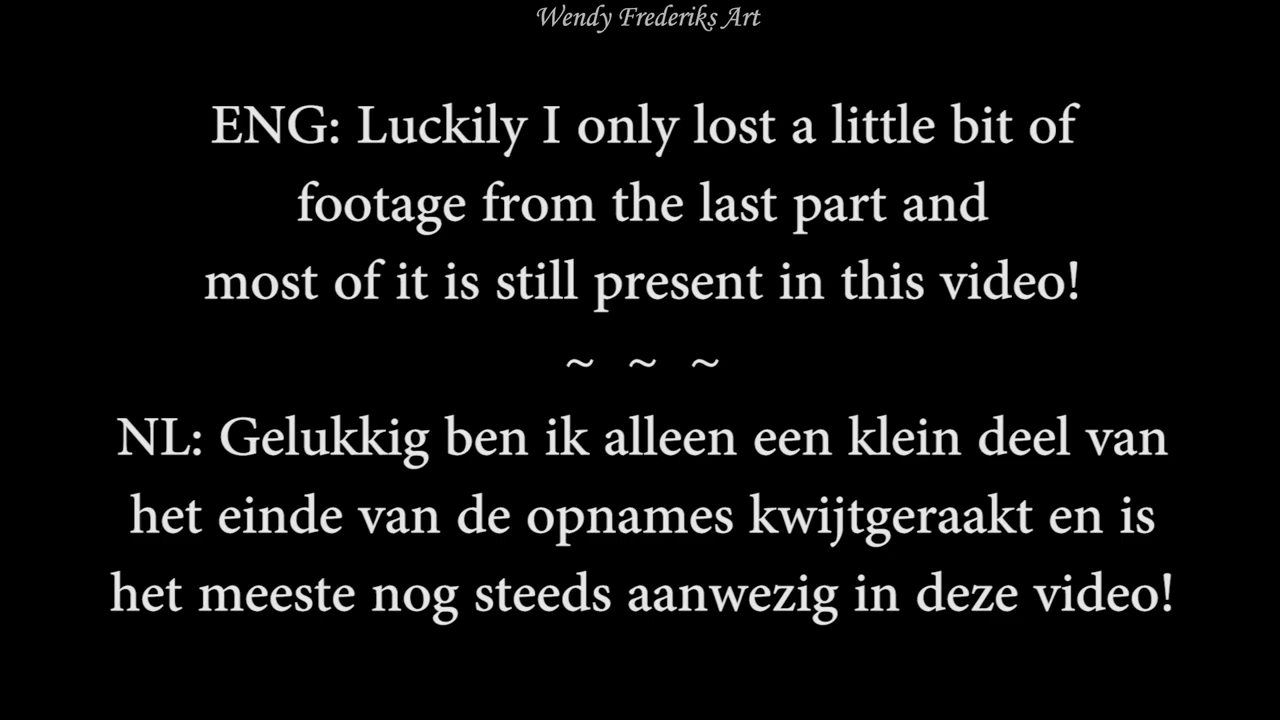 Wendy Frederiks Art
ENG: Luckily I only lost a little bit of
footage from the last part and
most of it is still present in this video!
~ ~ ~
NL: Gelukkig ben ik alleen een klein deel van
het einde van de opnames kwijtgeraakt en is
het meeste nog steeds aanwezig in deze video!